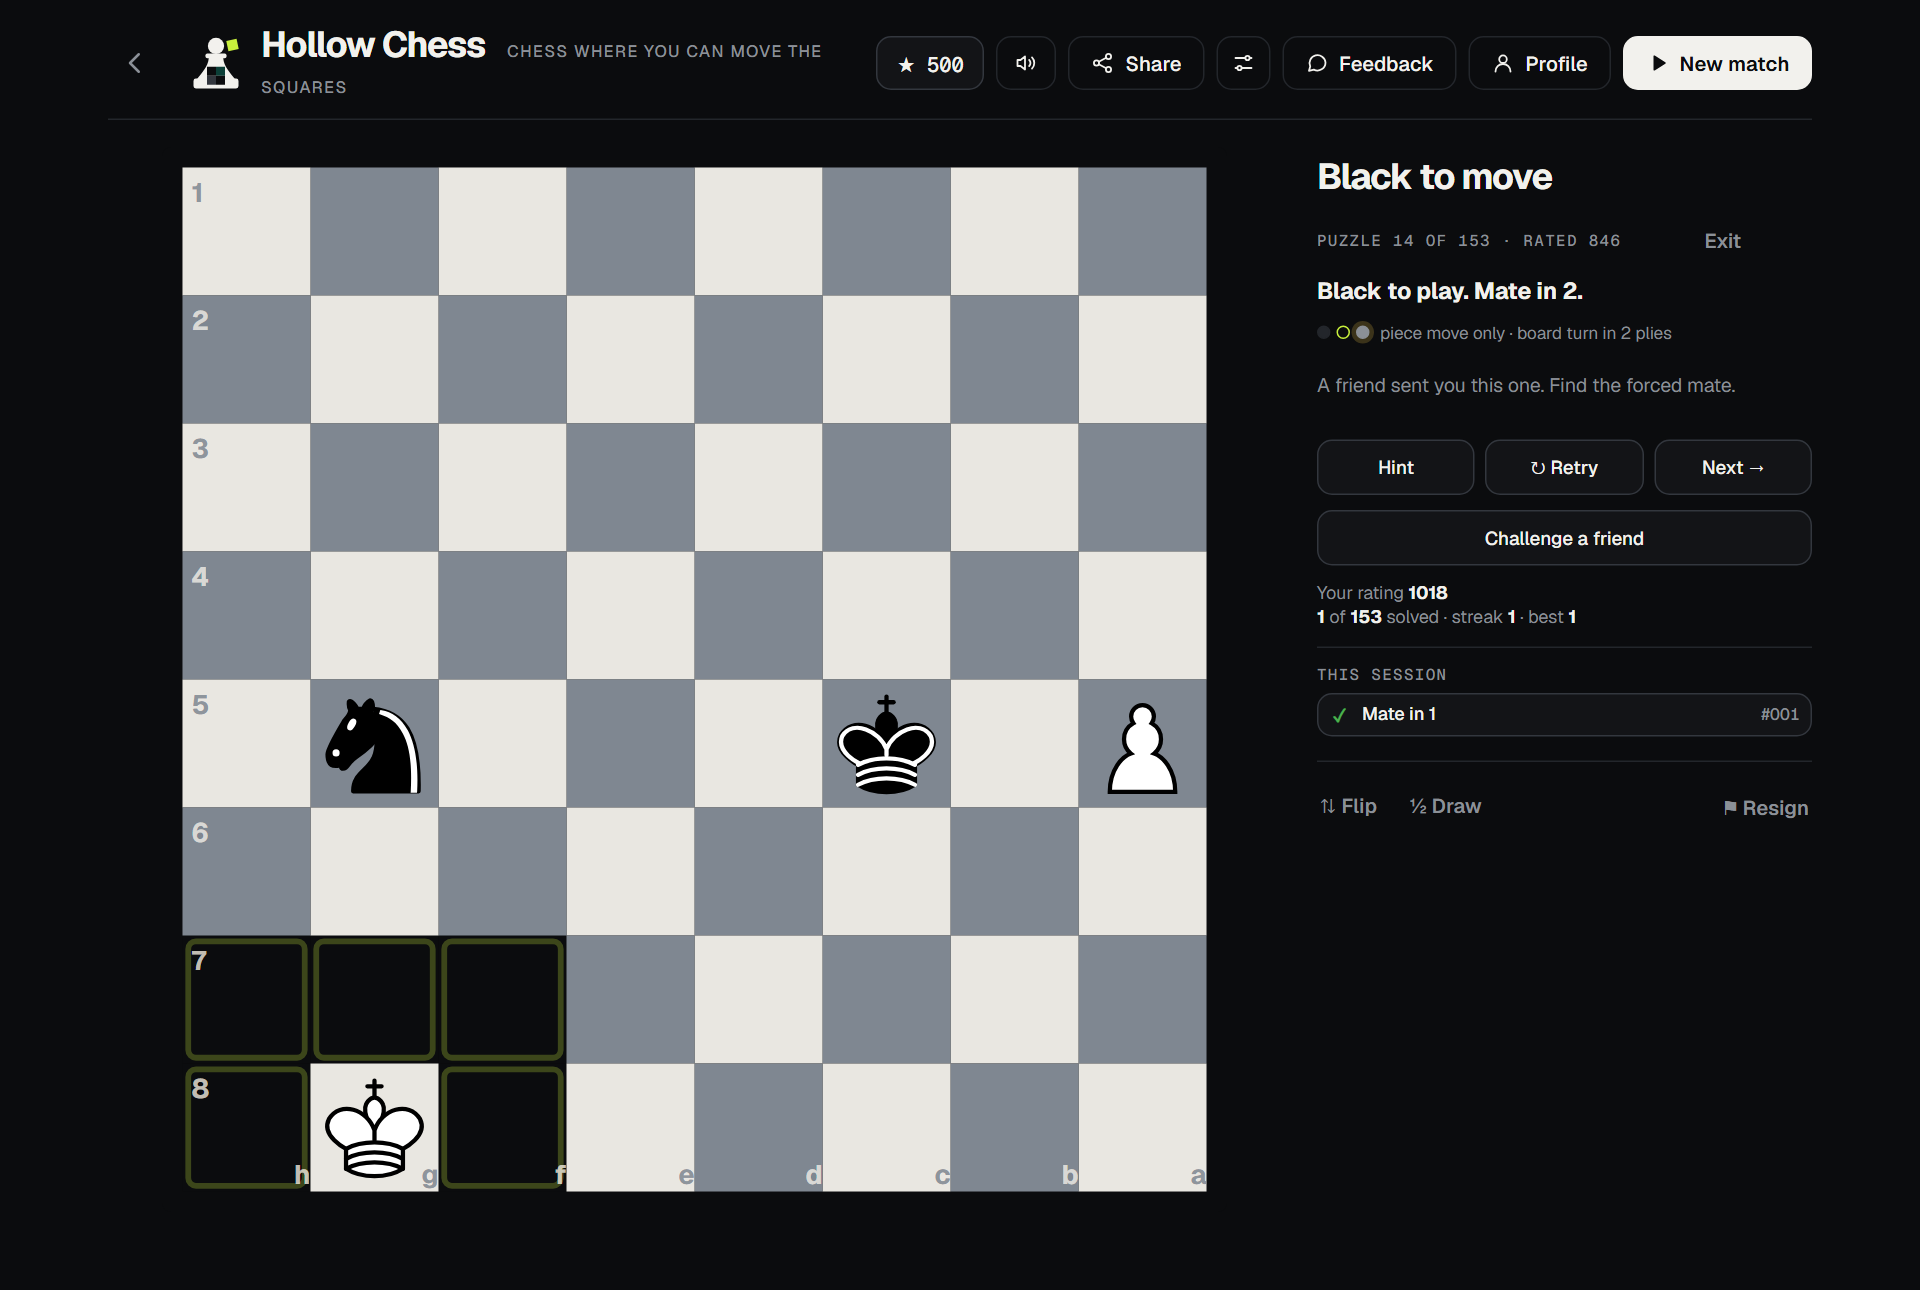 Hollow Chess CHESS WHERE YOU CAN MOVE THE SQUARES
★ 500
Share
Feedback
Profile
New match
1
2
3
4
5
6
7
8
h g f e d c b a
Black to move
PUZZLE 14 OF 153 · RATED 846
Exit
Black to play. Mate in 2.
piece move only · board turn in 2 plies
A friend sent you this one. Find the forced mate.
Hint
↻ Retry
Next →
Challenge a friend
Your rating 1018
1 of 153 solved · streak 1 · best 1
THIS SESSION
✓ Mate in 1 #001
⇅ Flip
½ Draw
⚑ Resign